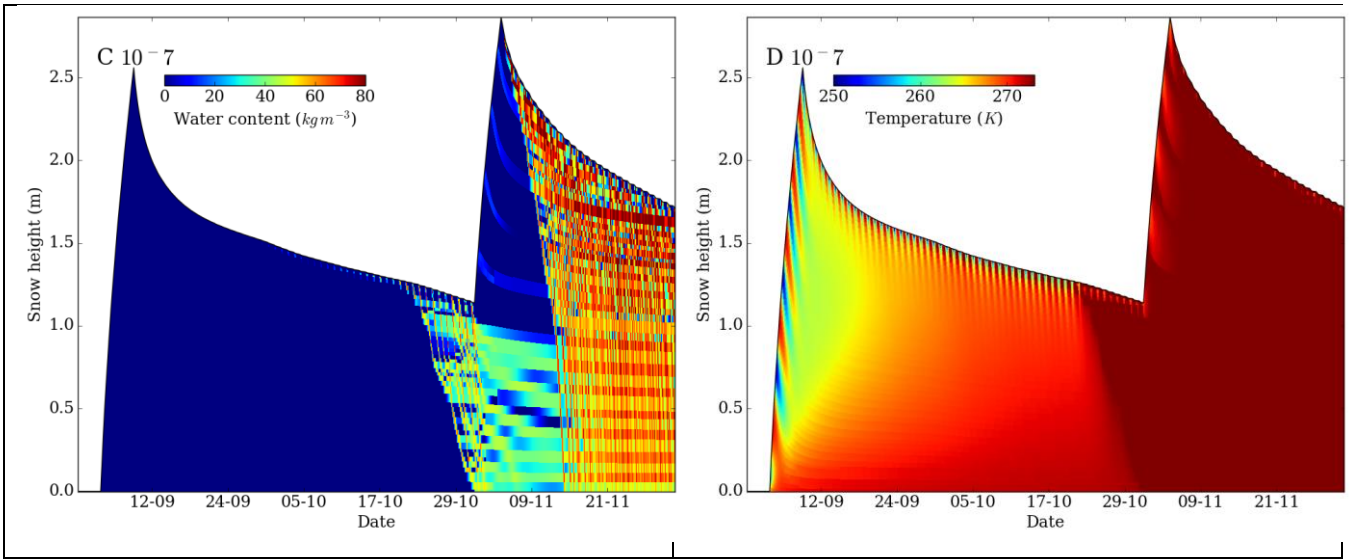 C 10⁻⁷
0 20 40 60 80
Water content (kg m⁻³)
2.5
2.0
1.5
1.0
0.5
0.0
Snow height (m)
12-09 24-09 05-10 17-10 29-10 09-11 21-11
Date
D 10⁻⁷
250 260 270
Temperature (K)
2.5
2.0
1.5
1.0
0.5
0.0
Snow height (m)
12-09 24-09 05-10 17-10 29-10 09-11 21-11
Date